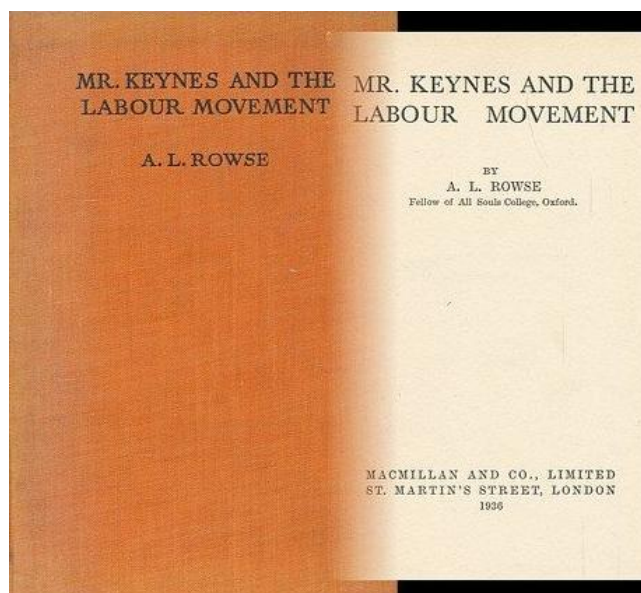 MR. KEYNES AND THE
LABOUR MOVEMENT
A. L. ROWSE
MR. KEYNES AND THE
LABOUR MOVEMENT
BY
A. L. ROWSE
Fellow of All Souls College, Oxford.
MACMILLAN AND CO., LIMITED
ST. MARTIN'S STREET, LONDON
1936